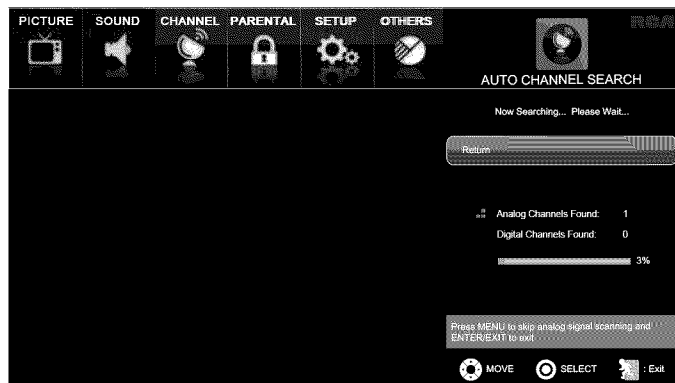 PICTURE SOUND CHANNEL PARENTAL SETUP OTHERS
RCA
AUTO CHANNEL SEARCH
Now Searching... Please Wait...
Return
Analog Channels Found: 1
Digital Channels Found: 0
3%
Press MENU to skip analog signal scanning and
ENTER/EXIT to exit
MOVE SELECT : Exit